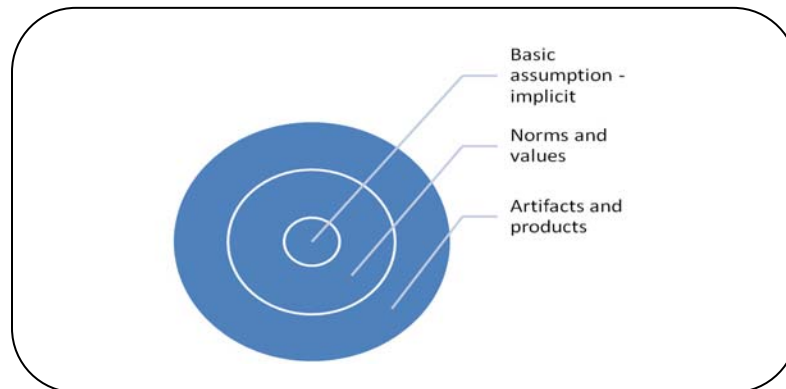 Basic
assumption -
implicit
Norms and
values
Artifacts and
products